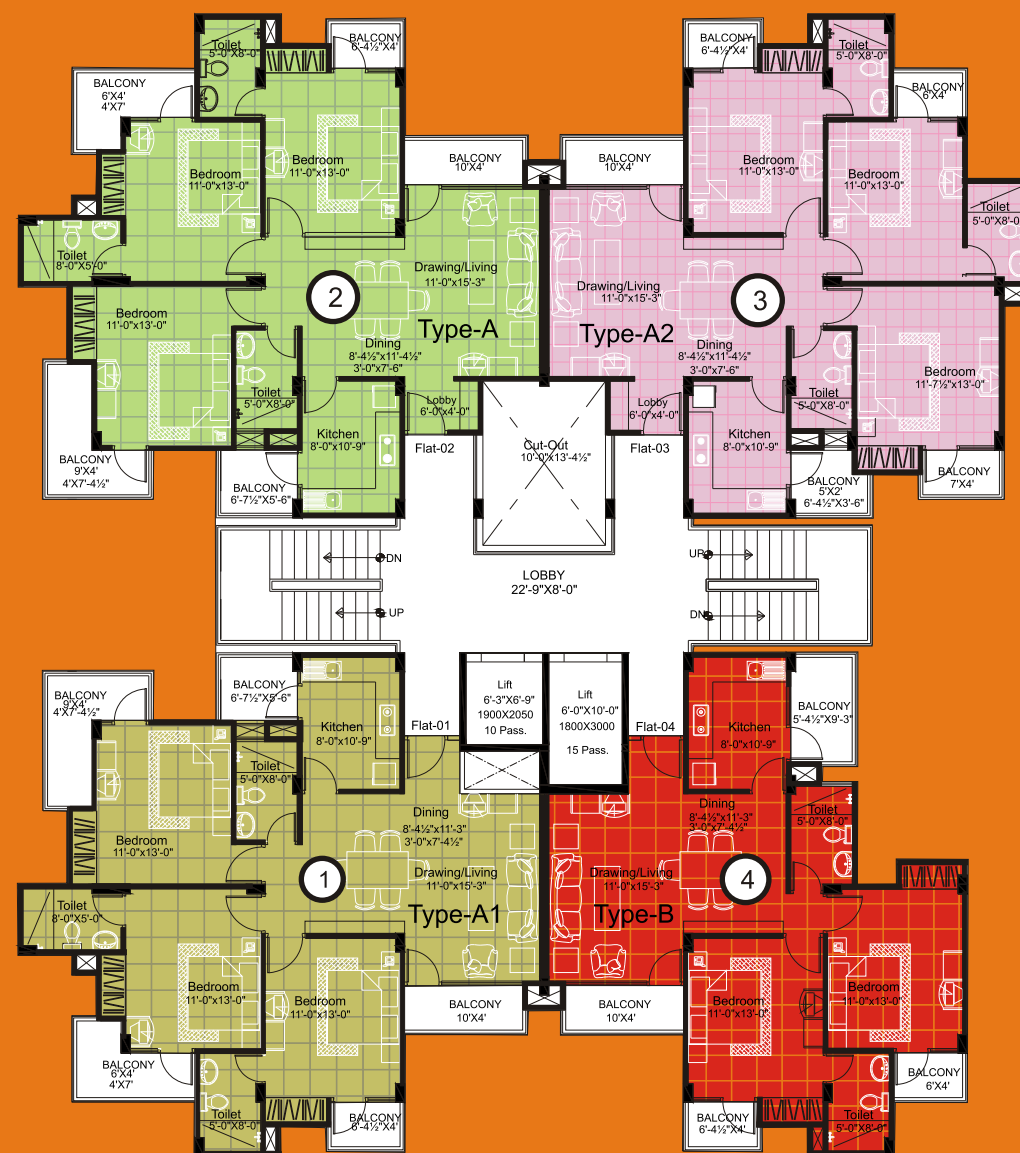 BALCONY
6'-4½"X4'
Toilet
5'-0"X8'-0"
BALCONY
6'X4'
4'X7'
Bedroom
11'-0"x13'-0"
Bedroom
11'-0"x13'-0"
BALCONY
10'X4'
Toilet
8'-0"X5'-0"
Drawing/Living
11'-0"x15'-3"
2
Type-A
Bedroom
11'-0"x13'-0"
Dining
8'-4½"x11'-4½"
3'-0"x7'-6"
Toilet
5'-0"X8'-0"
Lobby
6'-0"x4'-0"
Kitchen
8'-0"x10'-9"
Flat-02
BALCONY
9'X4'
4'X7'-4½"
BALCONY
6'-7½"X5'-6"
BALCONY
6'-4½"X4'
Toilet
5'-0"X8'-0"
BALCONY
6'X4'
BALCONY
10'X4'
Bedroom
11'-0"x13'-0"
Bedroom
11'-0"x13'-0"
Toilet
5'-0"X8'-0
Drawing/Living
11'-0"x15'-3"
3
Type-A2
Dining
8'-4½"x11'-4½"
3'-0"x7'-6"
Bedroom
11'-7½"x13'-0"
Toilet
5'-0"X8'-0"
Lobby
6'-0"x4'-0"
Kitchen
8'-0"x10'-9"
Flat-03
BALCONY
5'X2'
6'-4½"X3'-6"
BALCONY
7'X4'
Cut-Out
10'-0"x13'-4½"
DN
UP
UP
DN
LOBBY
22'-9"X8'-0"
Lift
6'-3"X6'-9"
1900X2050
10 Pass.
Lift
6'-0"X10'-0"
1800X3000
15 Pass.
BALCONY
9'X4'
4'X7'-4½"
BALCONY
6'-7½"X5'-6"
Kitchen
8'-0"x10'-9"
Flat-01
Toilet
5'-0"X8'-0"
Bedroom
11'-0"x13'-0"
Dining
8'-4½"x11'-3"
3'-0"x7'-4½"
Drawing/Living
11'-0"x15'-3"
1
Type-A1
Toilet
8'-0"X5'-0"
Bedroom
11'-0"x13'-0"
Bedroom
11'-0"x13'-0"
BALCONY
10'X4'
BALCONY
6'X4'
4'X7'
Toilet
5'-0"X8'-0"
BALCONY
6'-4½"X4'
Flat-04
Kitchen
8'-0"x10'-9"
BALCONY
5'-4½"X9'-3"
Dining
8'-4½"x11'-3"
3'-0"x7'-4½"
Toilet
5'-0"X8'-0"
Drawing/Living
11'-0"x15'-3"
4
Type-B
Bedroom
11'-0"x13'-0"
Bedroom
11'-0"x13'-0"
BALCONY
10'X4'
BALCONY
6'X4'
BALCONY
6'-4½"X4'
Toilet
5'-0"X8'-0"